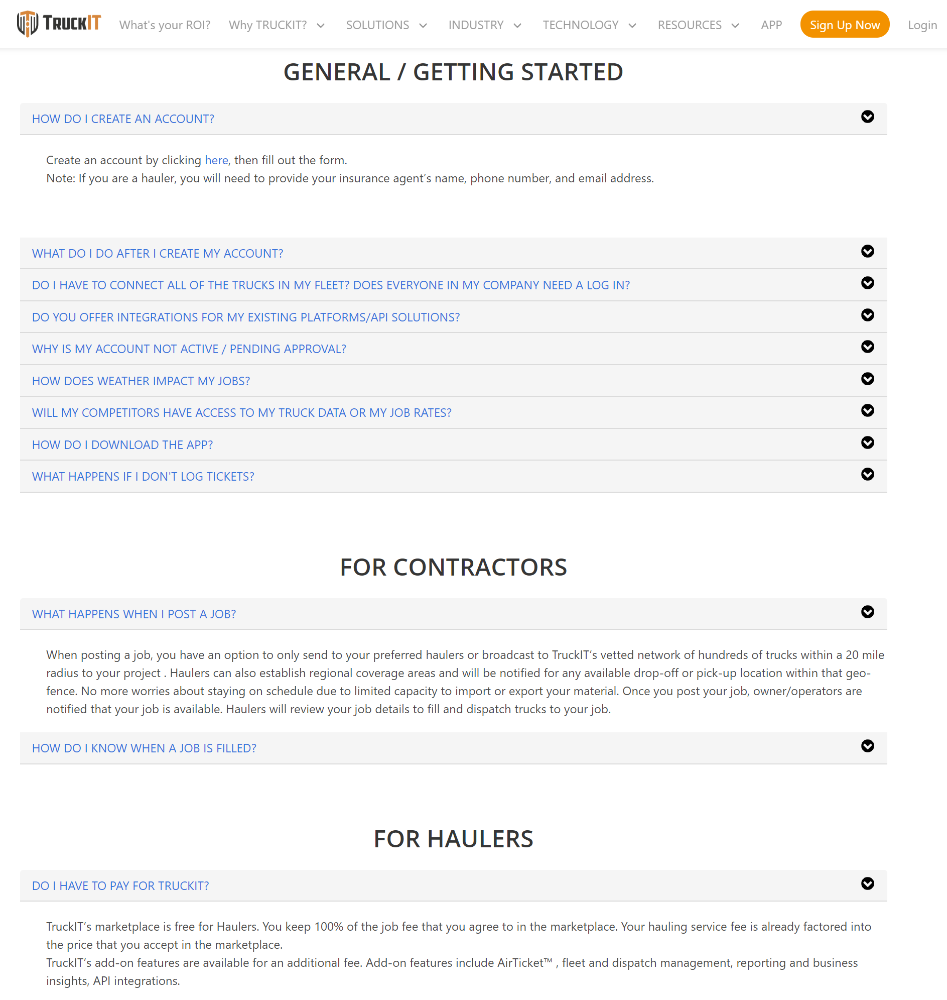 TRUCKIT What's your ROI? Why TRUCKIT? SOLUTIONS INDUSTRY TECHNOLOGY RESOURCES APP Sign Up Now Login
GENERAL / GETTING STARTED
HOW DO I CREATE AN ACCOUNT?
Create an account by clicking here, then fill out the form.
Note: If you are a hauler, you will need to provide your insurance agent’s name, phone number, and email address.
WHAT DO I DO AFTER I CREATE MY ACCOUNT?
DO I HAVE TO CONNECT ALL OF THE TRUCKS IN MY FLEET? DOES EVERYONE IN MY COMPANY NEED A LOG IN?
DO YOU OFFER INTEGRATIONS FOR MY EXISTING PLATFORMS/API SOLUTIONS?
WHY IS MY ACCOUNT NOT ACTIVE / PENDING APPROVAL?
HOW DOES WEATHER IMPACT MY JOBS?
WILL MY COMPETITORS HAVE ACCESS TO MY TRUCK DATA OR MY JOB RATES?
HOW DO I DOWNLOAD THE APP?
WHAT HAPPENS IF I DON'T LOG TICKETS?
FOR CONTRACTORS
WHAT HAPPENS WHEN I POST A JOB?
When posting a job, you have an option to only send to your preferred haulers or broadcast to TruckIT’s vetted network of hundreds of trucks within a 20 mile
radius to your project . Haulers can also establish regional coverage areas and will be notified for any available drop-off or pick-up location within that geo-
fence. No more worries about staying on schedule due to limited capacity to import or export your material. Once you post your job, owner/operators are
notified that your job is available. Haulers will review your job details to fill and dispatch trucks to your job.
HOW DO I KNOW WHEN A JOB IS FILLED?
FOR HAULERS
DO I HAVE TO PAY FOR TRUCKIT?
TruckIT’s marketplace is free for Haulers. You keep 100% of the job fee that you agree to in the marketplace. Your hauling service fee is already factored into
the price that you accept in the marketplace.
TruckIT’s add-on features are available for an additional fee. Add-on features include AirTicket™ , fleet and dispatch management, reporting and business
insights, API integrations.